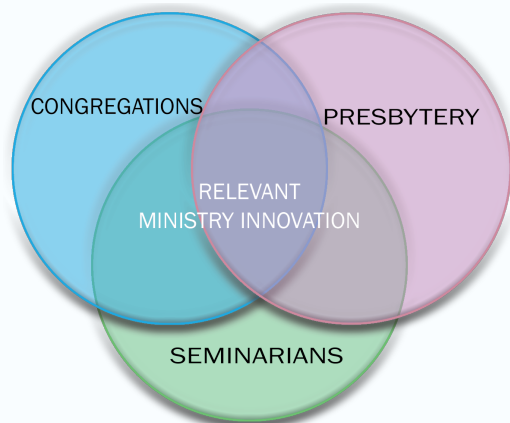 CONGREGATIONS
PRESBYTERY
RELEVANT
MINISTRY INNOVATION
SEMINARIANS